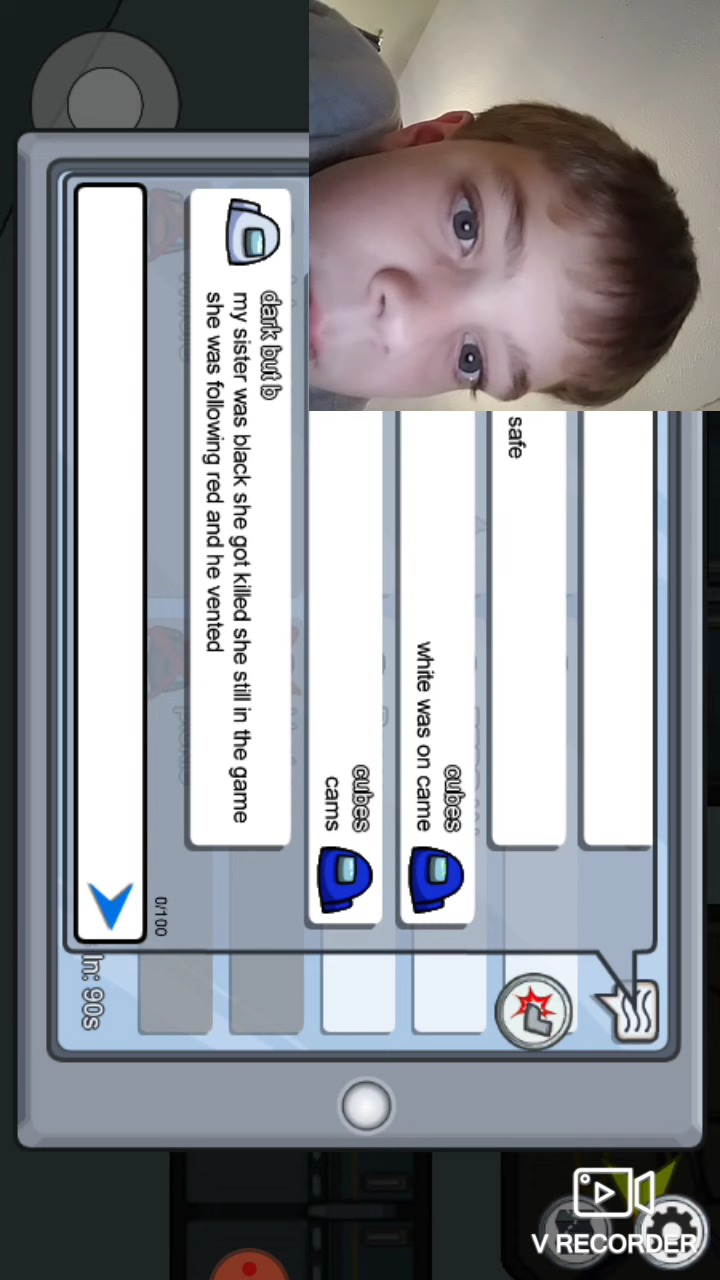 safe
cubes
white was on came
cubes
cams
dark but b
my sister was black she got killed she still in the game
she was following red and he vented
0/100
In: 90s
V RECORDER